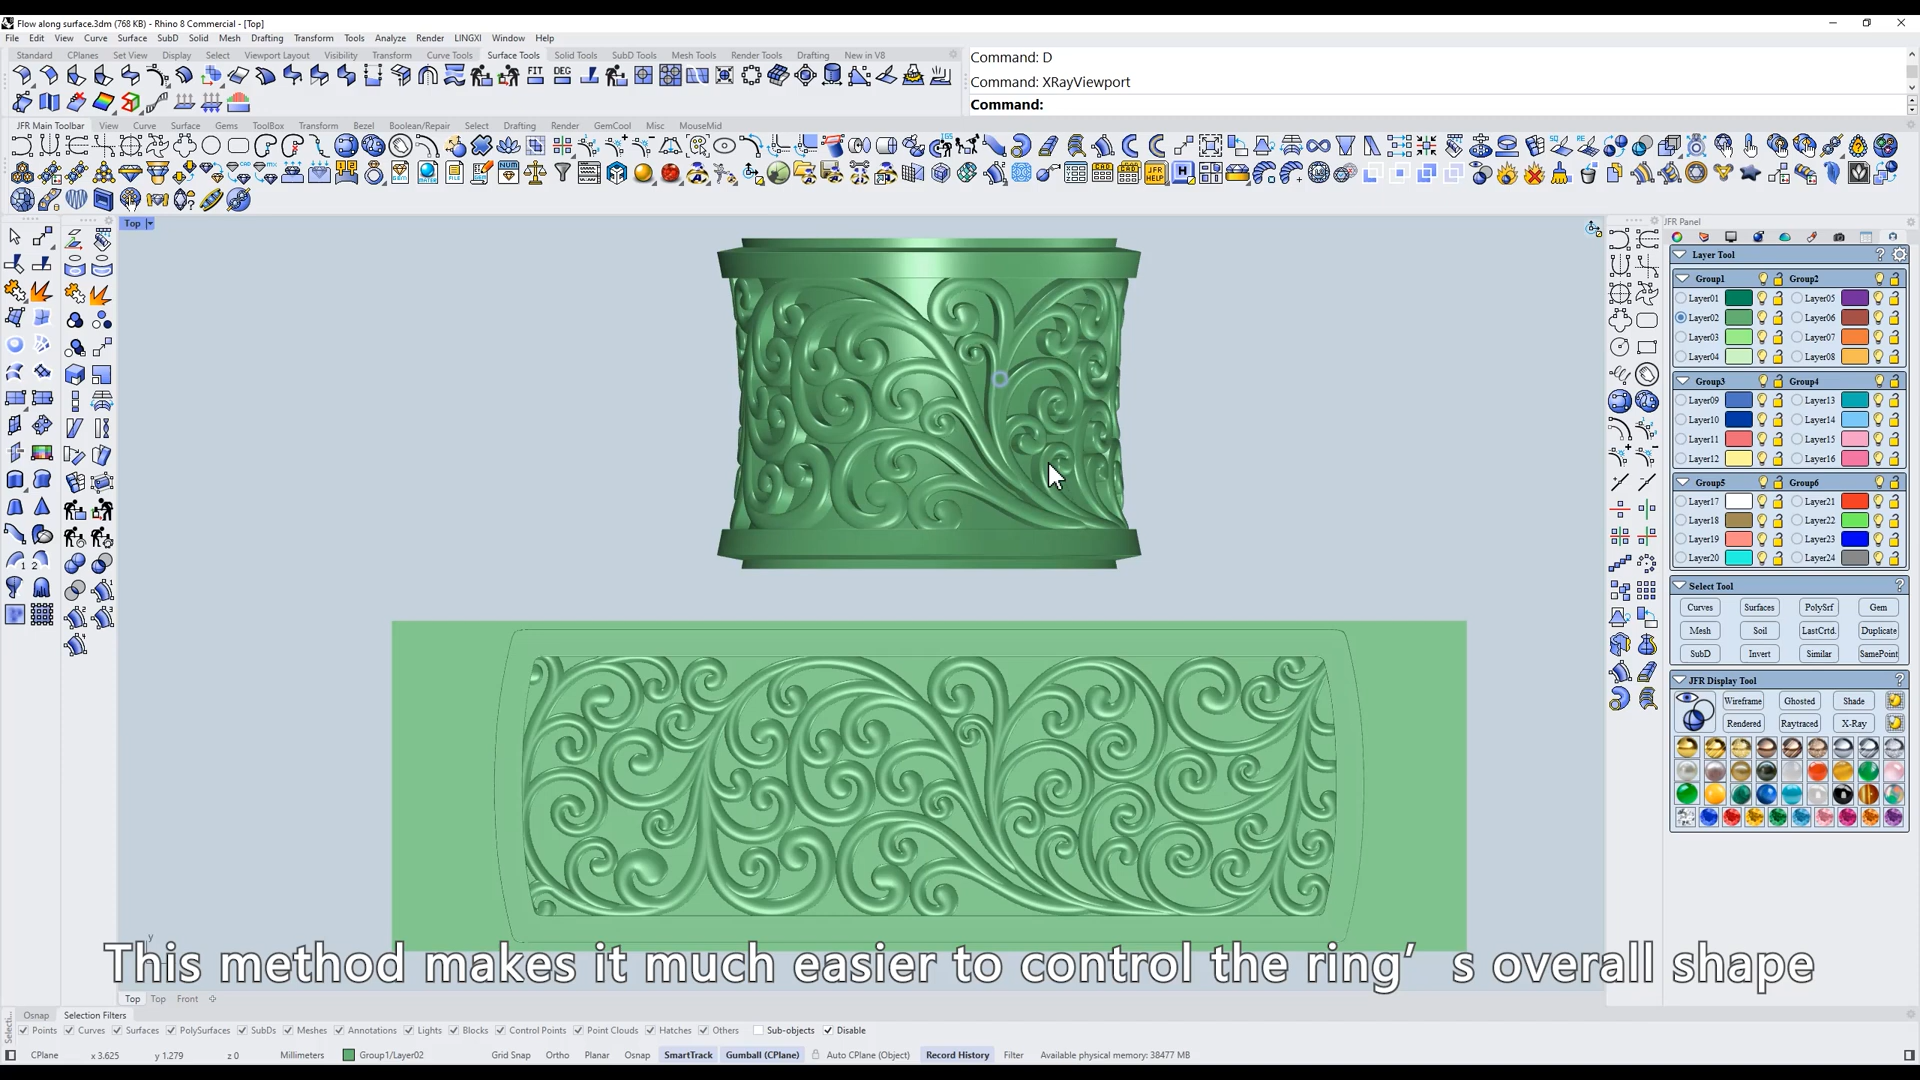 Flow along surface.3dm (768 KB) - Rhino 8 Commercial - [Top]
File Edit View Curve Surface SubD Solid Mesh Drafting Transform Tools Analyze Render LINGXI Window Help
Standard CPlanes Set View Display Select Viewport Layout Visibility Transform Curve Tools Surface Tools Solid Tools SubD Tools Mesh Tools Render Tools Drafting New in V8
Command: D
Command: XRayViewport
Command:
FIT DEG
JFR Main Toolbar View Curve Surface Gems ToolBox Transform Bezel Boolean/Repair Select Drafting Render GemCool Misc MouseMid
JFR HELP
Top
JFR Panel
Layer Tool ?
Group1 Group2
Layer01 Layer05
Layer02 Layer06
Layer03 Layer07
Layer04 Layer08
Group3 Group4
Layer09 Layer13
Layer10 Layer14
Layer11 Layer15
Layer12 Layer16
Group5 Group6
Layer17 Layer21
Layer18 Layer22
Layer19 Layer23
Layer20 Layer24
Select Tool ?
Curves Surfaces PolySrf Gem
Mesh Soil LastCrtd. Duplicate
SubD Invert Similar SamePoint
JFR Display Tool ?
Wireframe Ghosted Shade
Rendered Raytraced X-Ray
y
This method makes it much easier to control the ring's overall shape
Top Top Front
Osnap Selection Filters
Selecti...
Points Curves Surfaces PolySurfaces SubDs Meshes Annotations Lights Blocks Control Points Point Clouds Hatches Others Sub-objects Disable
CPlane x 3.625 y 1.279 z 0 Millimeters Group1/Layer02 Grid Snap Ortho Planar Osnap SmartTrack Gumball (CPlane) Auto CPlane (Object) Record History Filter Available physical memory: 38477 MB